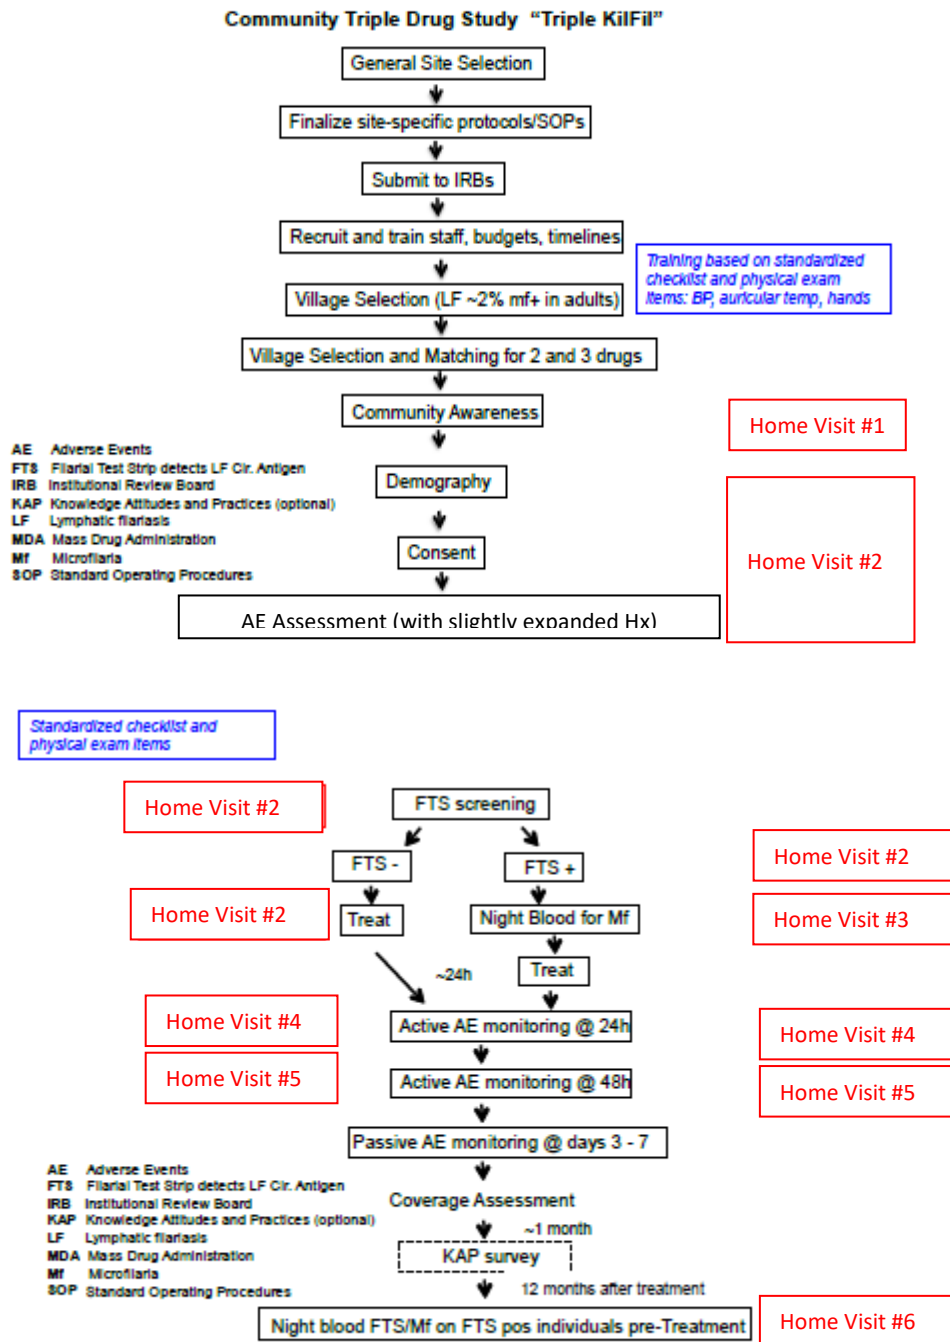 Community Triple Drug Study "Triple KilFil"
General Site Selection
Finalize site-specific protocols/SOPs
Submit to IRBs
Recruit and train staff, budgets, timelines
Training based on standardized
checklist and physical exam
items: BP, auricular temp, hands
Village Selection (LF ~2% mf+ in adults)
Village Selection and Matching for 2 and 3 drugs
Community Awareness
Home Visit #1
AE Adverse Events
FTS Filarial Test Strip detects LF Cir. Antigen
IRB Institutional Review Board
KAP Knowledge Attitudes and Practices (optional)
LF Lymphatic filariasis
MDA Mass Drug Administration
Mf Microfilaria
SOP Standard Operating Procedures
Demography
Consent
Home Visit #2
AE Assessment (with slightly expanded Hx)
Standardized checklist and
physical exam items
Home Visit #2
FTS screening
FTS -
FTS +
Home Visit #2
Home Visit #2
Treat
Night Blood for Mf
Home Visit #3
~24h
Treat
Home Visit #4
Active AE monitoring @ 24h
Home Visit #4
Home Visit #5
Active AE monitoring @ 48h
Home Visit #5
Passive AE monitoring @ days 3 - 7
AE Adverse Events
FTS Filarial Test Strip detects LF Cir. Antigen
IRB Institutional Review Board
KAP Knowledge Attitudes and Practices (optional)
LF Lymphatic filariasis
MDA Mass Drug Administration
Mf Microfilaria
SOP Standard Operating Procedures
Coverage Assessment
~1 month
KAP survey
12 months after treatment
Night blood FTS/Mf on FTS pos individuals pre-Treatment
Home Visit #6